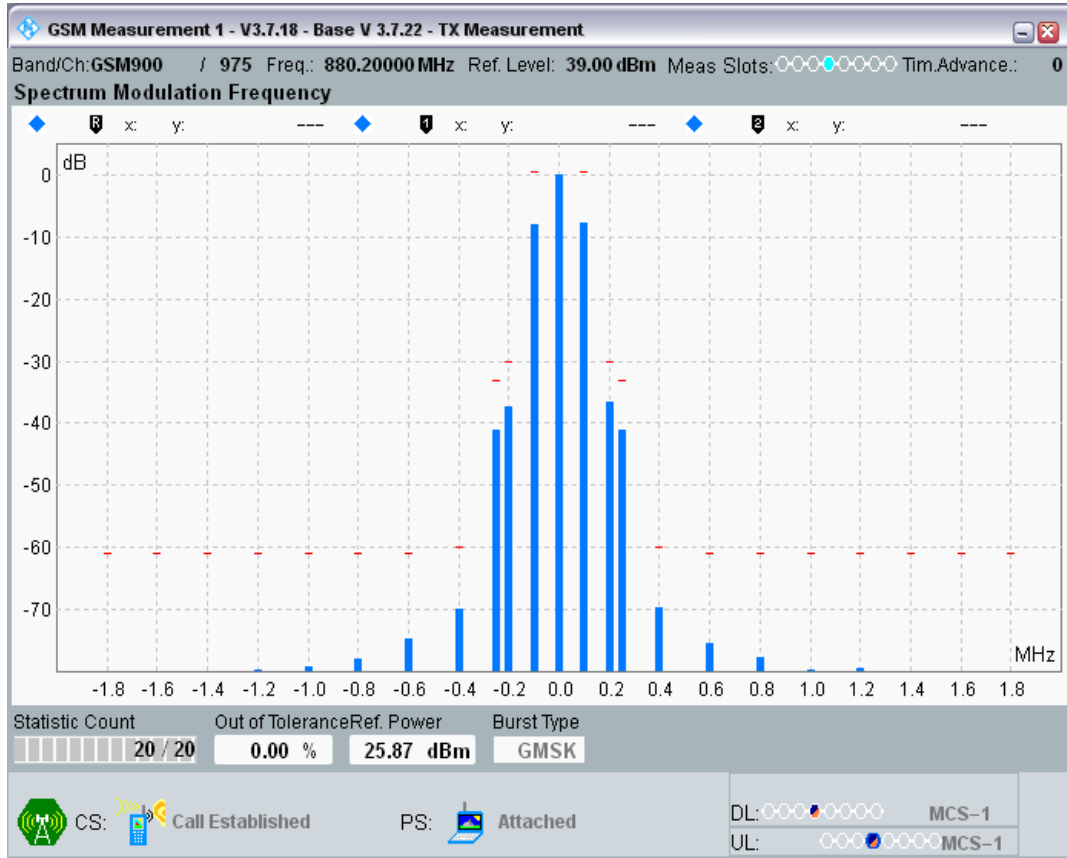 GSM Measurement 1 - V3.7.18 - Base V 3.7.22 - TX Measurement
Band/Ch:GSM900 / 975 Freq.: 880.20000 MHz Ref. Level: 39.00 dBm Meas Slots: Tim.Advance.: 0
Spectrum Modulation Frequency
R x: y: --- 1 x: y: --- 2 x: y: ---
dB
0
-10
-20
-30
-40
-50
-60
-70
MHz
-1.8 -1.6 -1.4 -1.2 -1.0 -0.8 -0.6 -0.4 -0.2 0.0 0.2 0.4 0.6 0.8 1.0 1.2 1.4 1.6 1.8
Statistic Count Out of Tolerance Ref. Power Burst Type
20 / 20 0.00 % 25.87 dBm GMSK
CS: Call Established PS: Attached
DL: MCS-1
UL: MCS-1